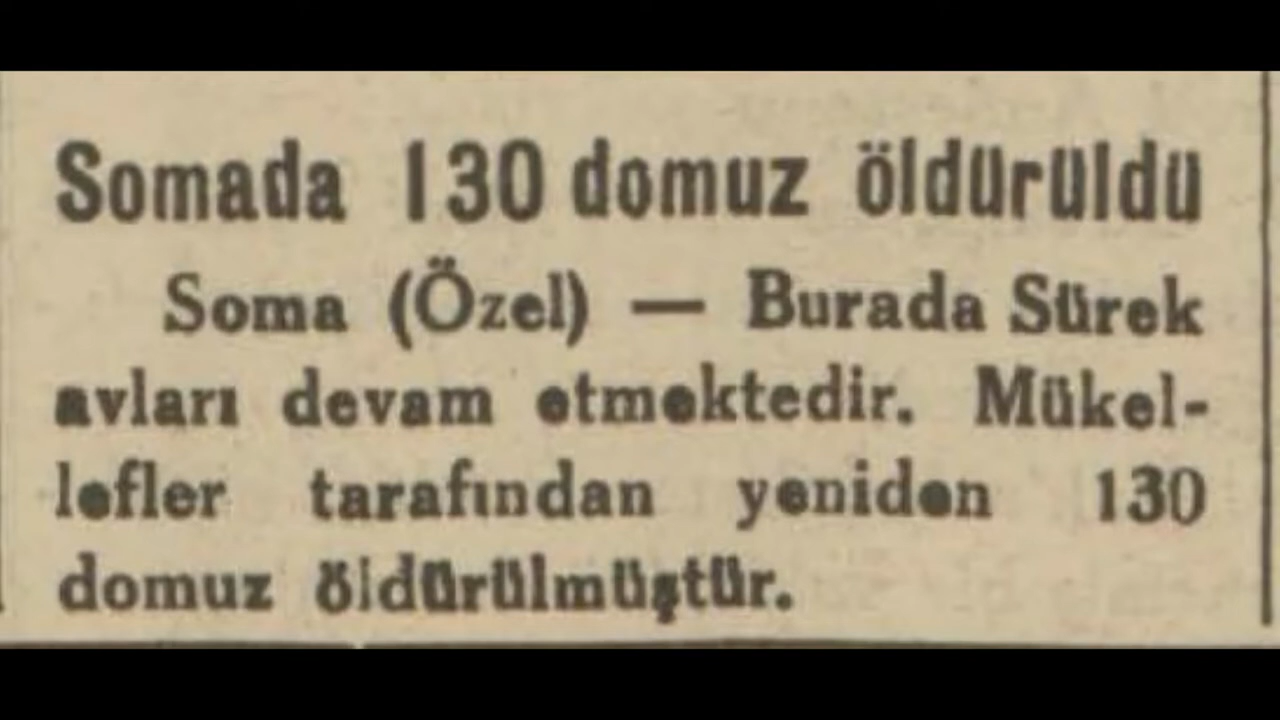 Somada 130 domuz öldürüldü
Soma (Özel) — Burada Sürek
avları devam etmektedir. Mükel-
lefler tarafından yeniden 130
domuz öldürülmüştür.